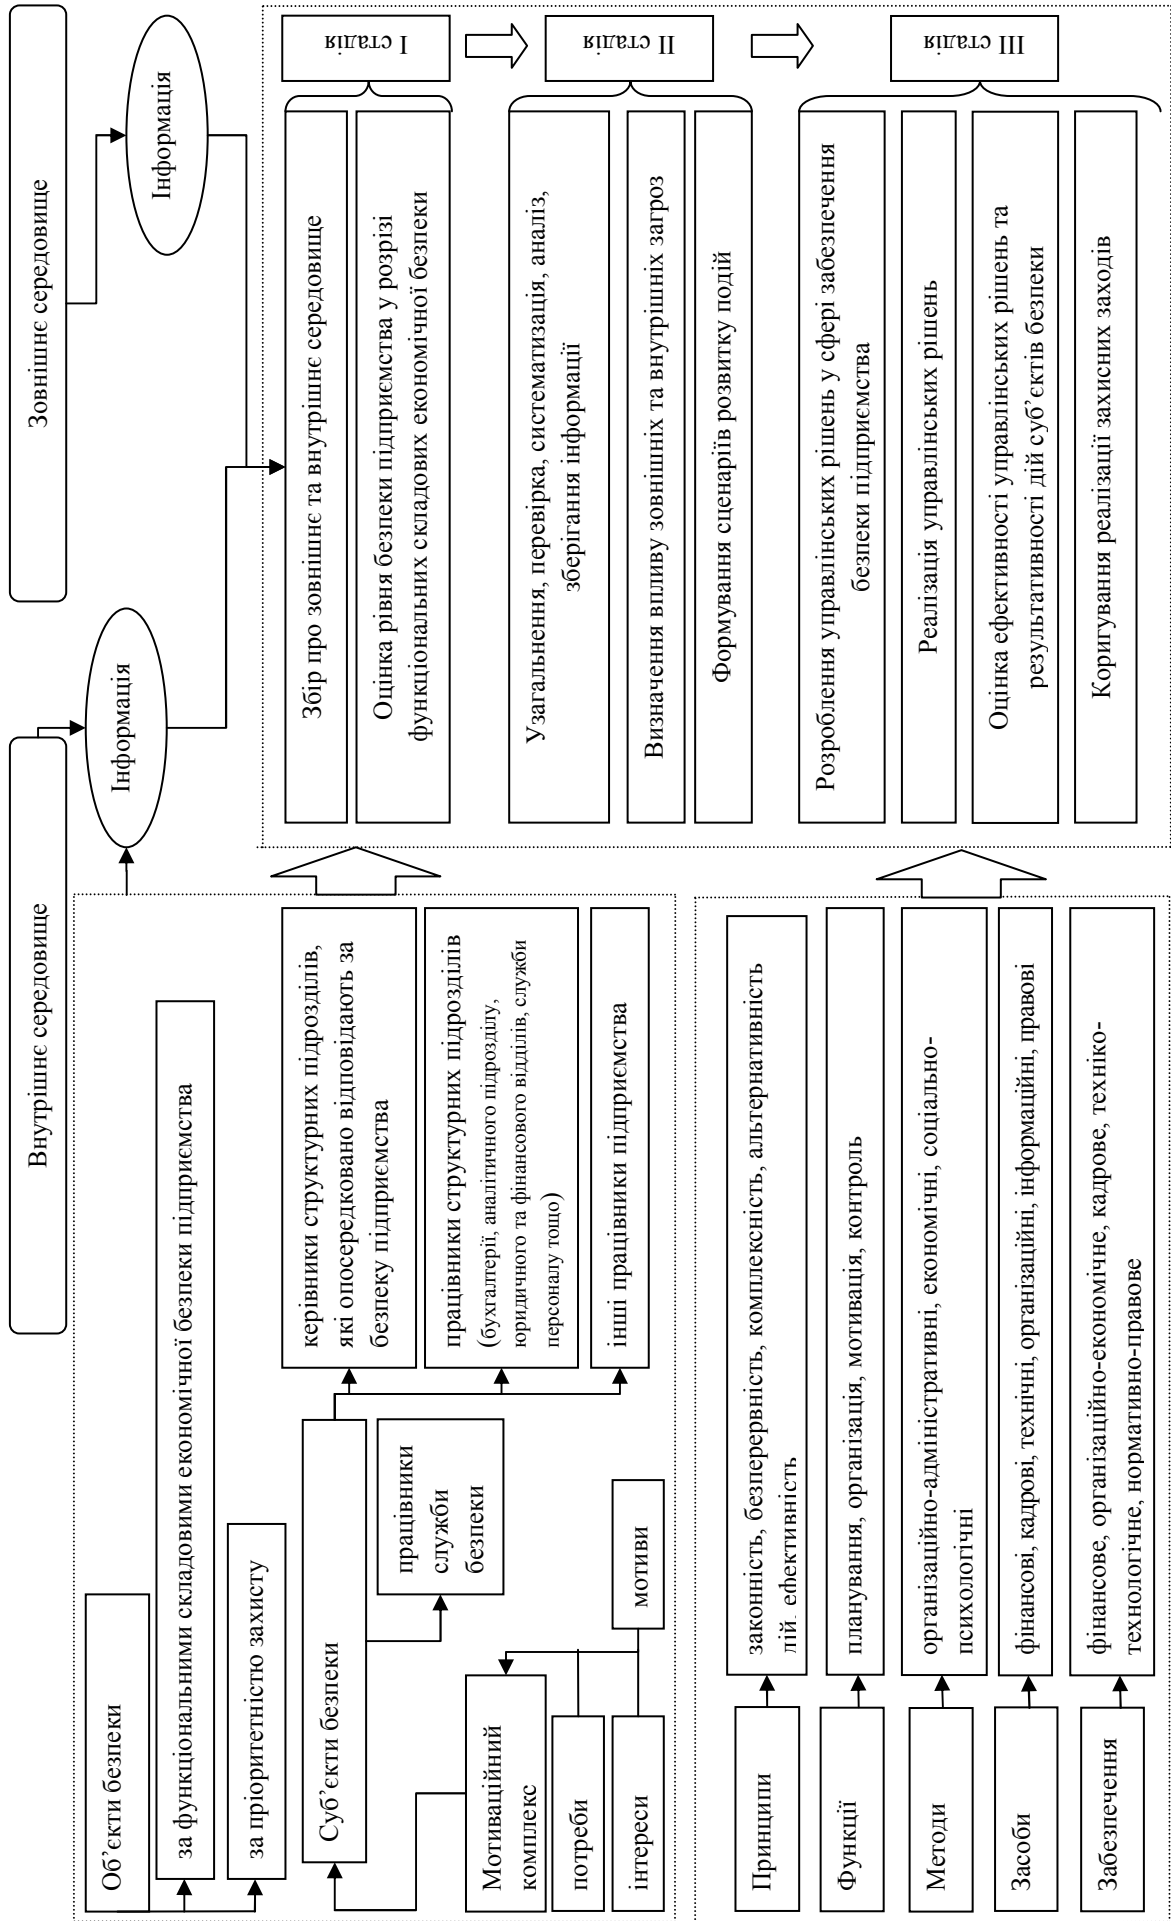 Внутрішнє середовище
Зовнішнє середовище
Інформація
Інформація
Об’єкти безпеки
за функціональними складовими економічної безпеки підприємства
за пріоритетністю захисту
Суб’єкти безпеки
працівники
служби
безпеки
керівники структурних підрозділів,
які опосередковано відповідають за
безпеку підприємства
працівники структурних підрозділів
(бухгалтерії, аналітичного підрозділу,
юридичного та фінансового відділів, служби
персоналу тощо)
інші працівники підприємства
Мотиваційний
комплекс
потреби
інтереси
мотиви
Принципи
законність, безперервність, комплексність, альтернативність
дій, ефективність
Функції
планування, організація, мотивація, контроль
Методи
організаційно-адміністративні, економічні, соціально-
психологічні
Засоби
фінансові, кадрові, технічні, організаційні, інформаційні, правові
Забезпечення
фінансове, організаційно-економічне, кадрове, техніко-
технологічне, нормативно-правове
Збір про зовнішнє та внутрішнє середовище
Оцінка рівня безпеки підприємства у розрізі
функціональних складових економічної безпеки
I стадія
Узагальнення, перевірка, систематизація, аналіз,
зберігання інформації
Визначення впливу зовнішніх та внутрішніх загроз
Формування сценаріїв розвитку подій
II стадія
Розроблення управлінських рішень у сфері забезпечення
безпеки підприємства
Реалізація управлінських рішень
Оцінка ефективності управлінських рішень та
результативності дій суб’єктів безпеки
Коригування реалізації захисних заходів
III стадія